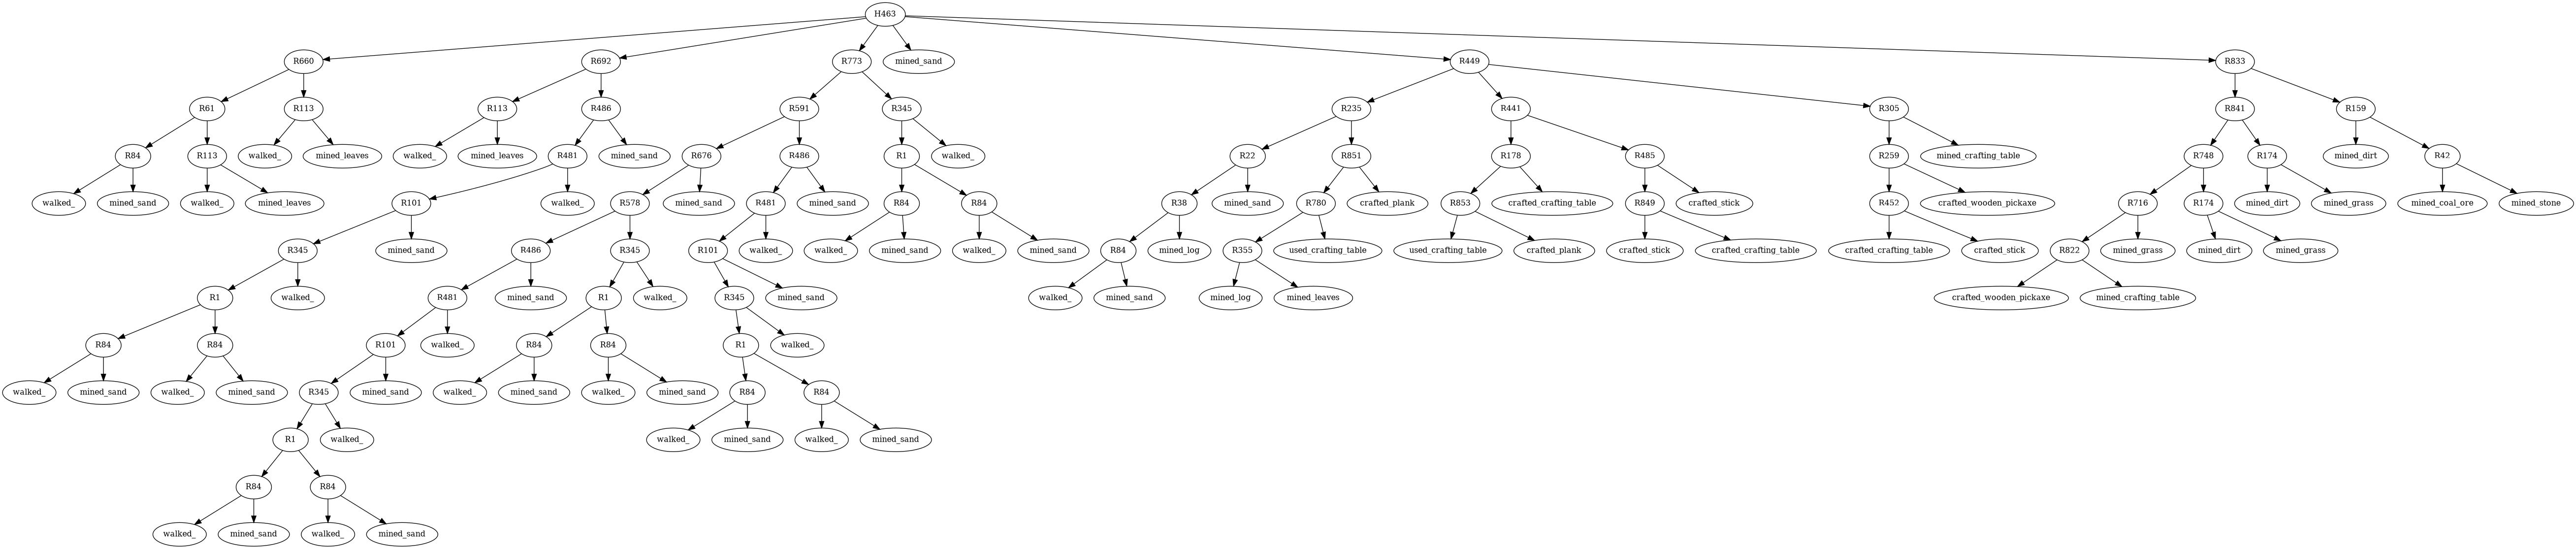 H463
R660 R692 R773 mined_sand R449 R833
R61 R113 R113 R486 R591 R345 R235 R441 R305 R841 R159
R84 R113 walked_ mined_leaves walked_ mined_leaves R481 mined_sand R676 R486 R1 walked_ R22 R851 R178 R485 R259 mined_crafting_table R748 R174 mined_dirt R42
walked_ mined_sand walked_ mined_leaves R101 walked_ R578 mined_sand R481 mined_sand R84 R84 R38 mined_sand R780 crafted_plank R853 crafted_crafting_table R849 crafted_stick R452 crafted_wooden_pickaxe R716 R174 mined_dirt mined_grass mined_coal_ore mined_stone
R345 mined_sand R486 R345 R101 walked_ walked_ mined_sand walked_ mined_sand R84 mined_log R355 used_crafting_table used_crafting_table crafted_plank crafted_stick crafted_crafting_table crafted_crafting_table crafted_stick R822 mined_grass mined_dirt mined_grass
R1 walked_ R481 mined_sand R1 walked_ R345 mined_sand walked_ mined_sand mined_log mined_leaves crafted_wooden_pickaxe mined_crafting_table
R84 R84 R101 walked_ R84 R84 R1 walked_
walked_ mined_sand walked_ mined_sand R345 mined_sand walked_ mined_sand walked_ mined_sand R84 R84
R1 walked_ walked_ mined_sand walked_ mined_sand
R84 R84
walked_ mined_sand walked_ mined_sand